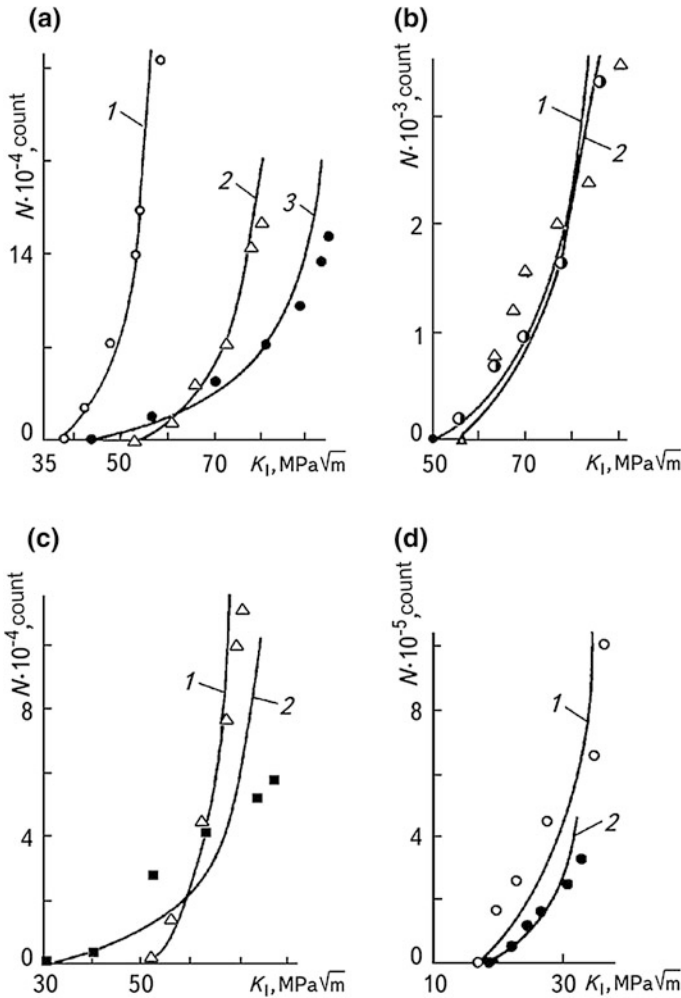 (a)
N·10⁻⁴, count
1
2
3
14
0
35 50 70 K_I, MPa√m
(b)
N·10⁻³, count
1
2
2
1
0
50 70 K_I, MPa√m
(c)
N·10⁻⁴, count
1
2
8
4
0
30 50 K_I, MPa√m
(d)
N·10⁻⁵, count
1
2
8
4
0
10 30 K_I, MPa√m